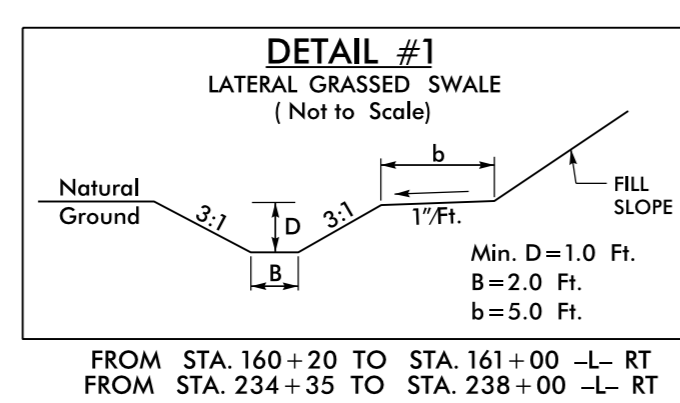 DETAIL #1
LATERAL GRASSED SWALE
( Not to Scale)
b
Natural
Ground
3:1
D
3:1
1"/Ft.
FILL
SLOPE
B
Min. D=1.0 Ft.
B=2.0 Ft.
b=5.0 Ft.
FROM STA. 160+20 TO STA. 161+00 -L- RT
FROM STA. 234+35 TO STA. 238+00 -L- RT